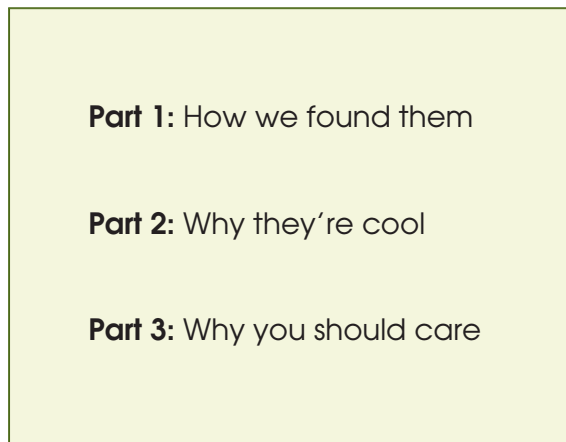 Part 1: How we found them
Part 2: Why they’re cool
Part 3: Why you should care